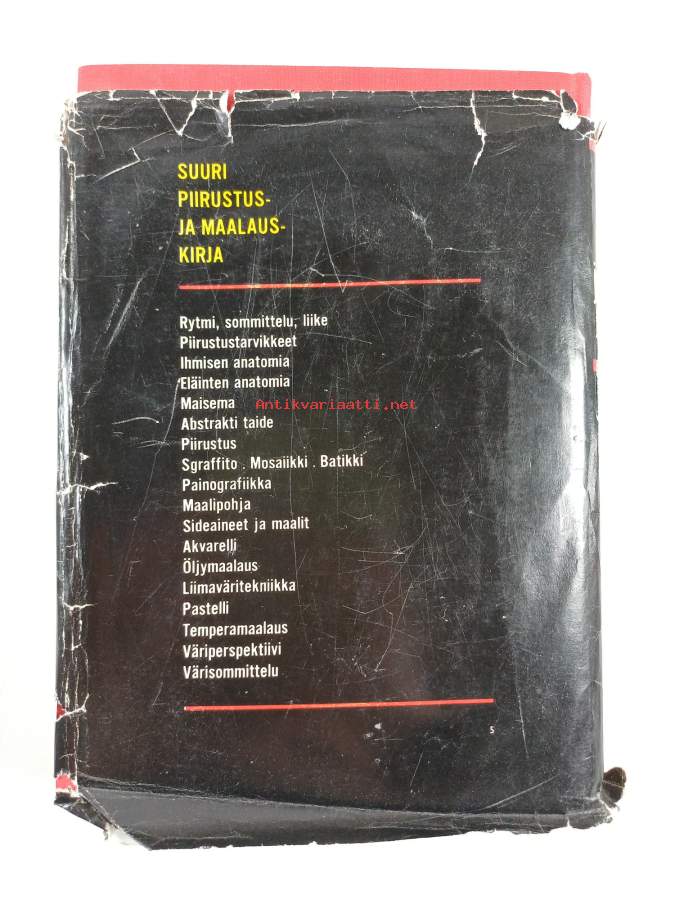 SUURI
PIIRUSTUS-
JA MAALAUS-
KIRJA
Rytmi, sommittelu, liike
Piirustustarvikkeet
Ihmisen anatomia
Eläinten anatomia
Maisema
Antikvariaatti.net
Abstrakti taide
Piirustus
Sgraffito . Mosaiikki . Batikki
Painografiikka
Maalipohja
Sideaineet ja maalit
Akvarelli
Öljymaalaus
Liimaväritekniikka
Pastelli
Temperamaalaus
Väriperspektiivi
Värisommittelu
5